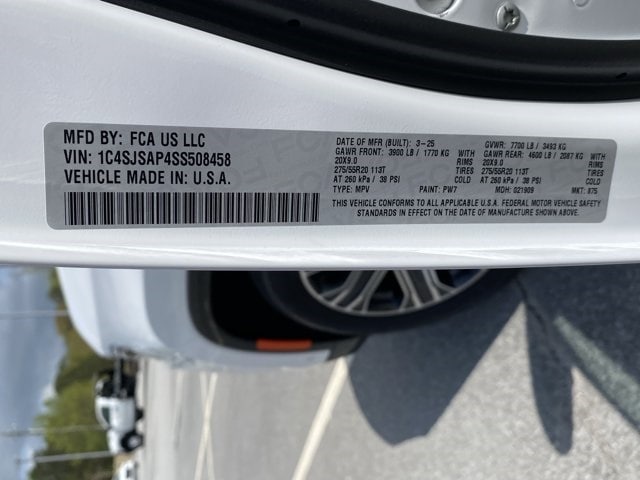 MFD BY: FCA US LLC
VIN: 1C4SJSAP4SS508458
VEHICLE MADE IN: U.S.A.
DATE OF MFR (BUILT): 3-25 GVWR: 7700 LB / 3493 KG
GAWR FRONT: 3900 LB / 1770 KG WITH GAWR REAR: 4600 LB / 2087 KG WITH
20X9.0 RIMS 20X9.0 RIMS
275/55R20 113T TIRES 275/55R20 113T TIRES
AT 260 kPa / 38 PSI COLD AT 260 kPa / 38 PSI COLD
TYPE: MPV PAINT: PW7 MDH: 021909 MKT: 875
THIS VEHICLE CONFORMS TO ALL APPLICABLE U.S.A. FEDERAL MOTOR VEHICLE SAFETY
STANDARDS IN EFFECT ON THE DATE OF MANUFACTURE SHOWN ABOVE.